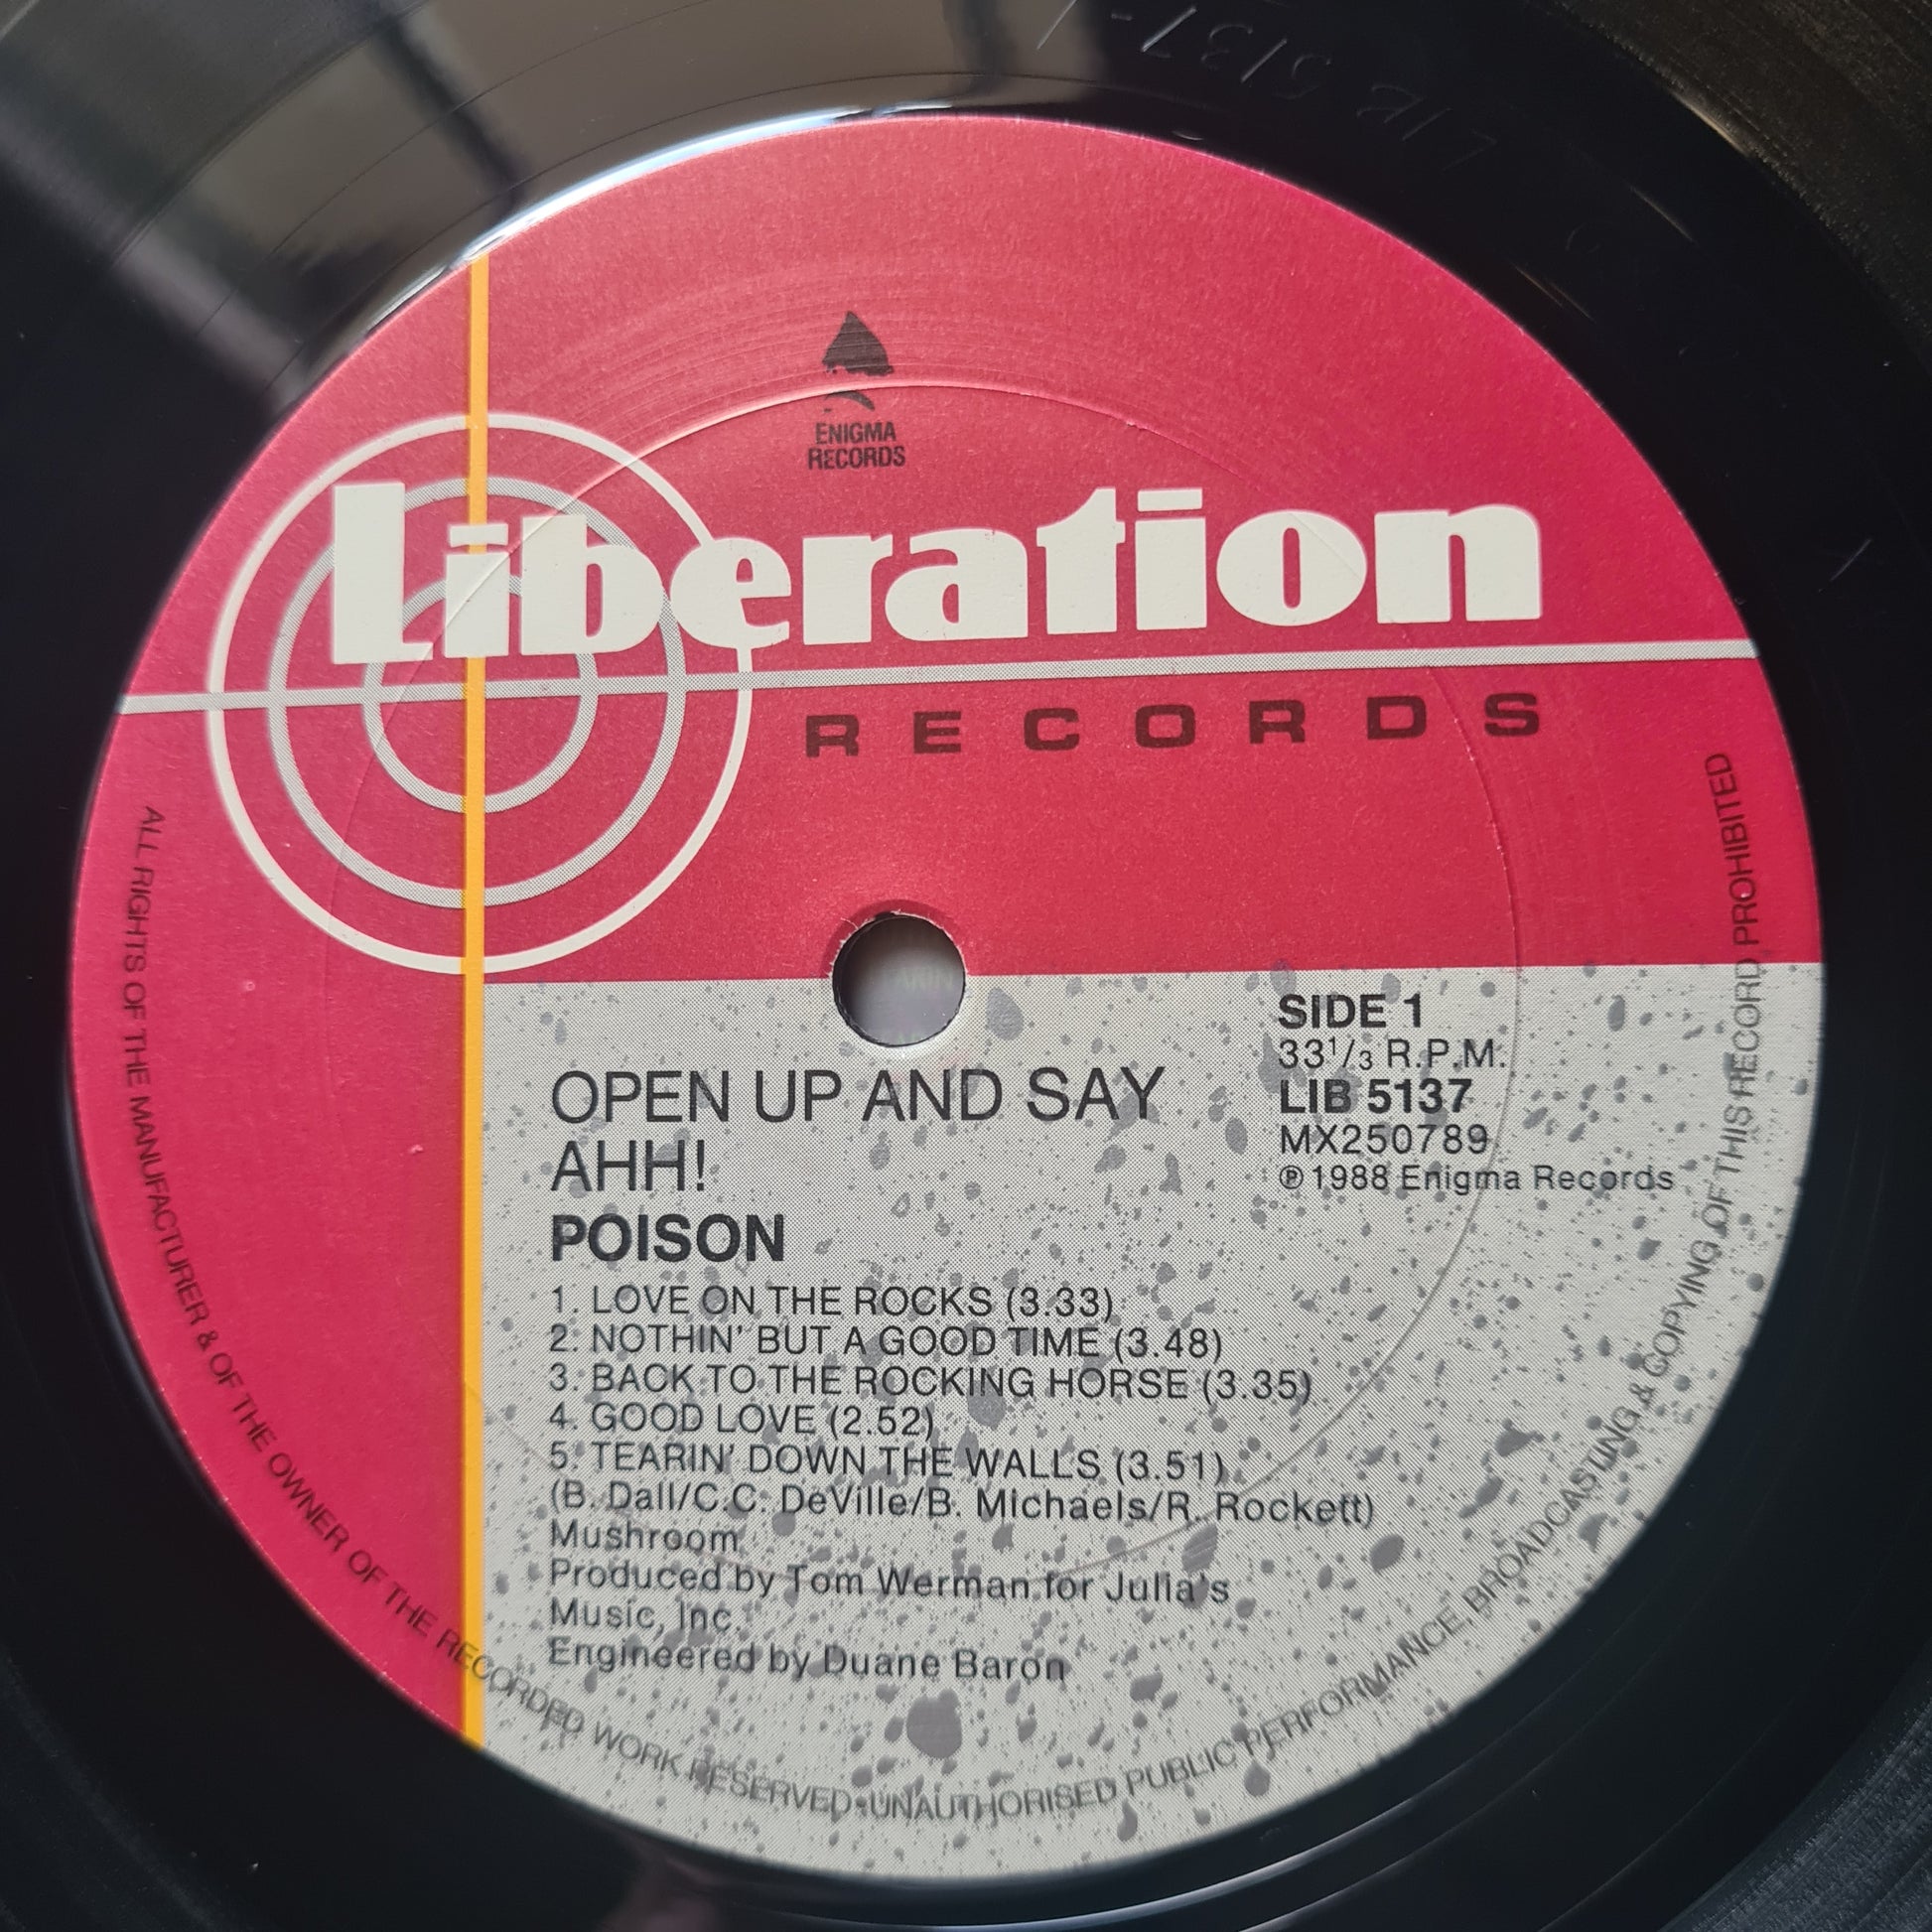 LIB 5137-1
ENIGMA
RECORDS
Liberation
RECORDS
OPEN UP AND SAY
AHH!
POISON
SIDE 1
33 1/3 R.P.M.
LIB 5137
MX250789
℗ 1988 Enigma Records
1. LOVE ON THE ROCKS (3.33)
2. NOTHIN' BUT A GOOD TIME (3.48)
3. BACK TO THE ROCKING HORSE (3.35)
4. GOOD LOVE (2.52)
5. TEARIN' DOWN THE WALLS (3.51)
(B. Dall/C.C. DeVille/B. Michaels/R. Rockett)
Mushroom
Produced by Tom Werman for Julia's
Music, Inc.
Engineered by Duane Baron
ALL RIGHTS OF THE MANUFACTURER & OF THE OWNER OF THE RECORDED WORK RESERVED • UNAUTHORISED PUBLIC PERFORMANCE, BROADCASTING & COPYING OF THIS RECORD PROHIBITED